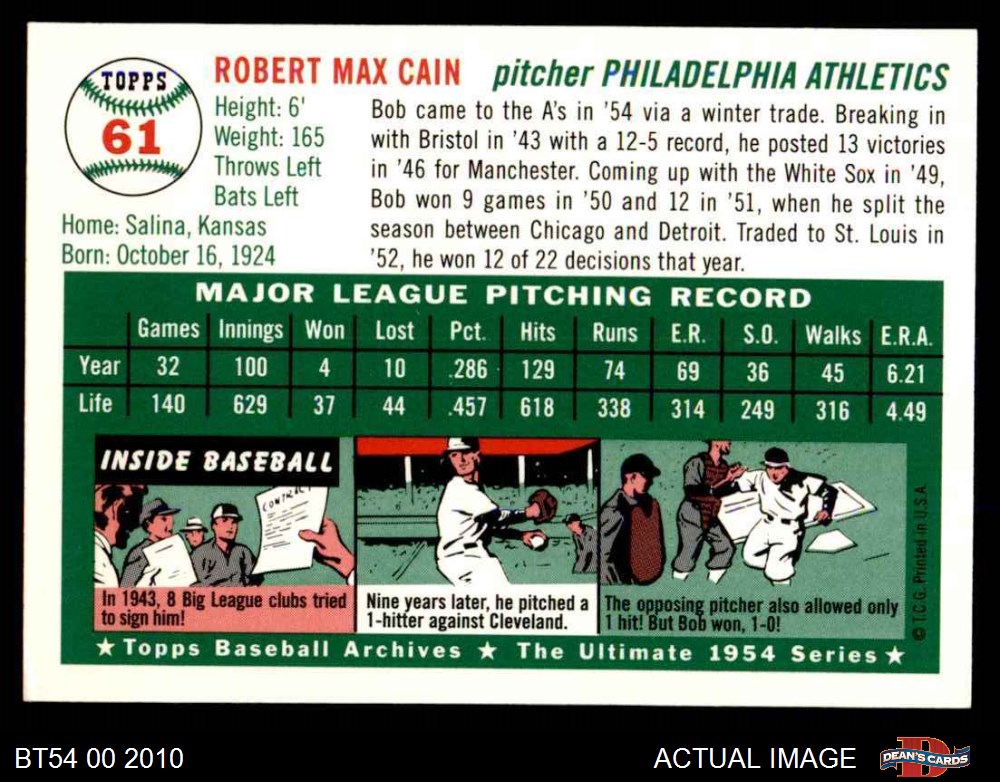 TOPPS
61
ROBERT MAX CAIN pitcher PHILADELPHIA ATHLETICS
Height: 6'
Weight: 165
Throws Left
Bats Left
Home: Salina, Kansas
Born: October 16, 1924
Bob came to the A's in '54 via a winter trade. Breaking in
with Bristol in '43 with a 12-5 record, he posted 13 victories
in '46 for Manchester. Coming up with the White Sox in '49,
Bob won 9 games in '50 and 12 in '51, when he split the
season between Chicago and Detroit. Traded to St. Louis in
'52, he won 12 of 22 decisions that year.
MAJOR LEAGUE PITCHING RECORD
Games Innings Won Lost Pct. Hits Runs E.R. S.O. Walks E.R.A.
Year 32 100 4 10 .286 129 74 69 36 45 6.21
Life 140 629 37 44 .457 618 338 314 249 316 4.49
INSIDE BASEBALL
CONTRACT
In 1943, 8 Big League clubs tried
to sign him!
Nine years later, he pitched a
1-hitter against Cleveland.
The opposing pitcher also allowed only
1 hit! But Bob won, 1-0!
© T.C.G. Printed in U.S.A.
★ Topps Baseball Archives ★ The Ultimate 1954 Series ★
BT54 00 2010
ACTUAL IMAGE
DEAN'S CARDS